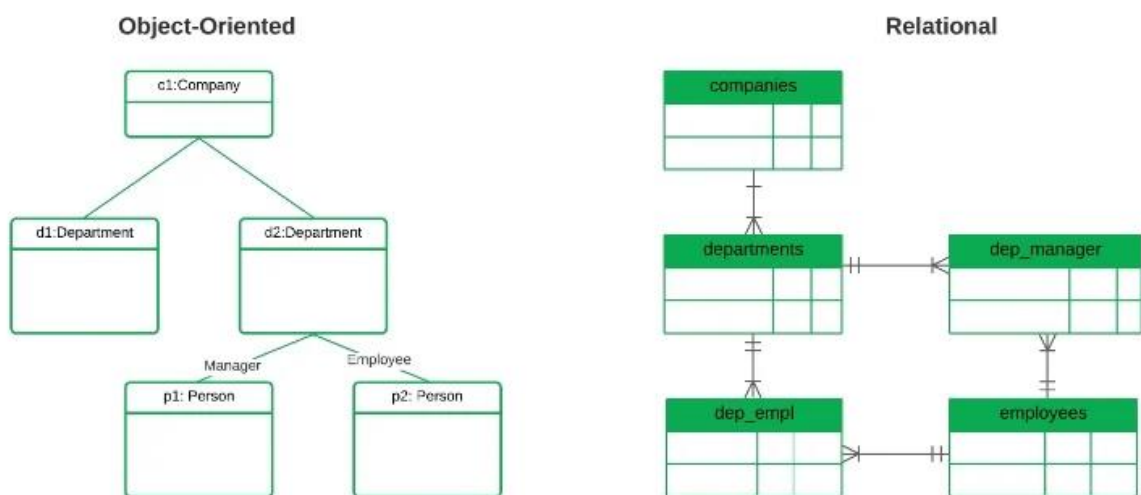 Object-Oriented
Relational
c1:Company
companies
d1:Department
d2:Department
departments
dep_manager
Manager
Employee
p1: Person
p2: Person
dep_empl
employees